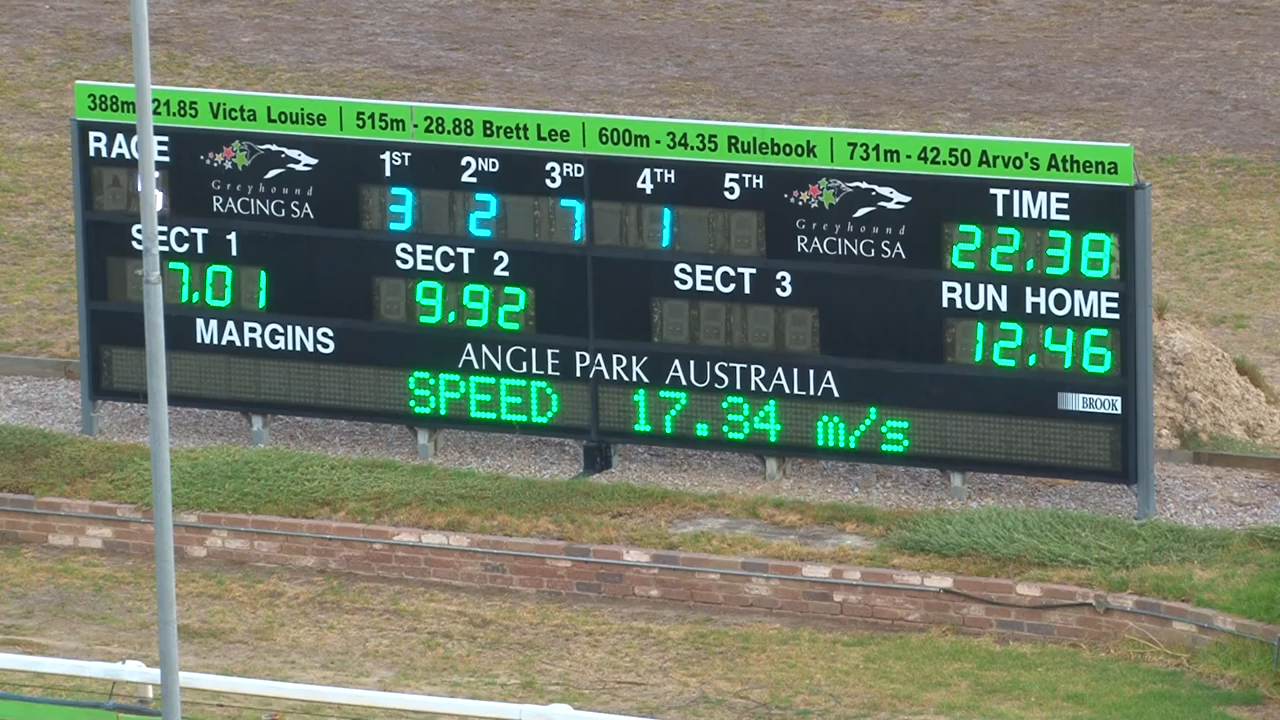 388m 21.85 Victa Louise | 515m - 28.88 Brett Lee | 600m - 34.35 Rulebook | 731m - 42.50 Arvo's Athena
RACE
Greyhound
RACING SA
1ST 2ND 3RD 4TH 5TH
3 2 7 1
Greyhound
RACING SA
TIME
22.38
SECT 1
7.01
SECT 2
9.92
SECT 3
RUN HOME
12.46
MARGINS
ANGLE PARK AUSTRALIA
BROOK
SPEED 17.34 m/s